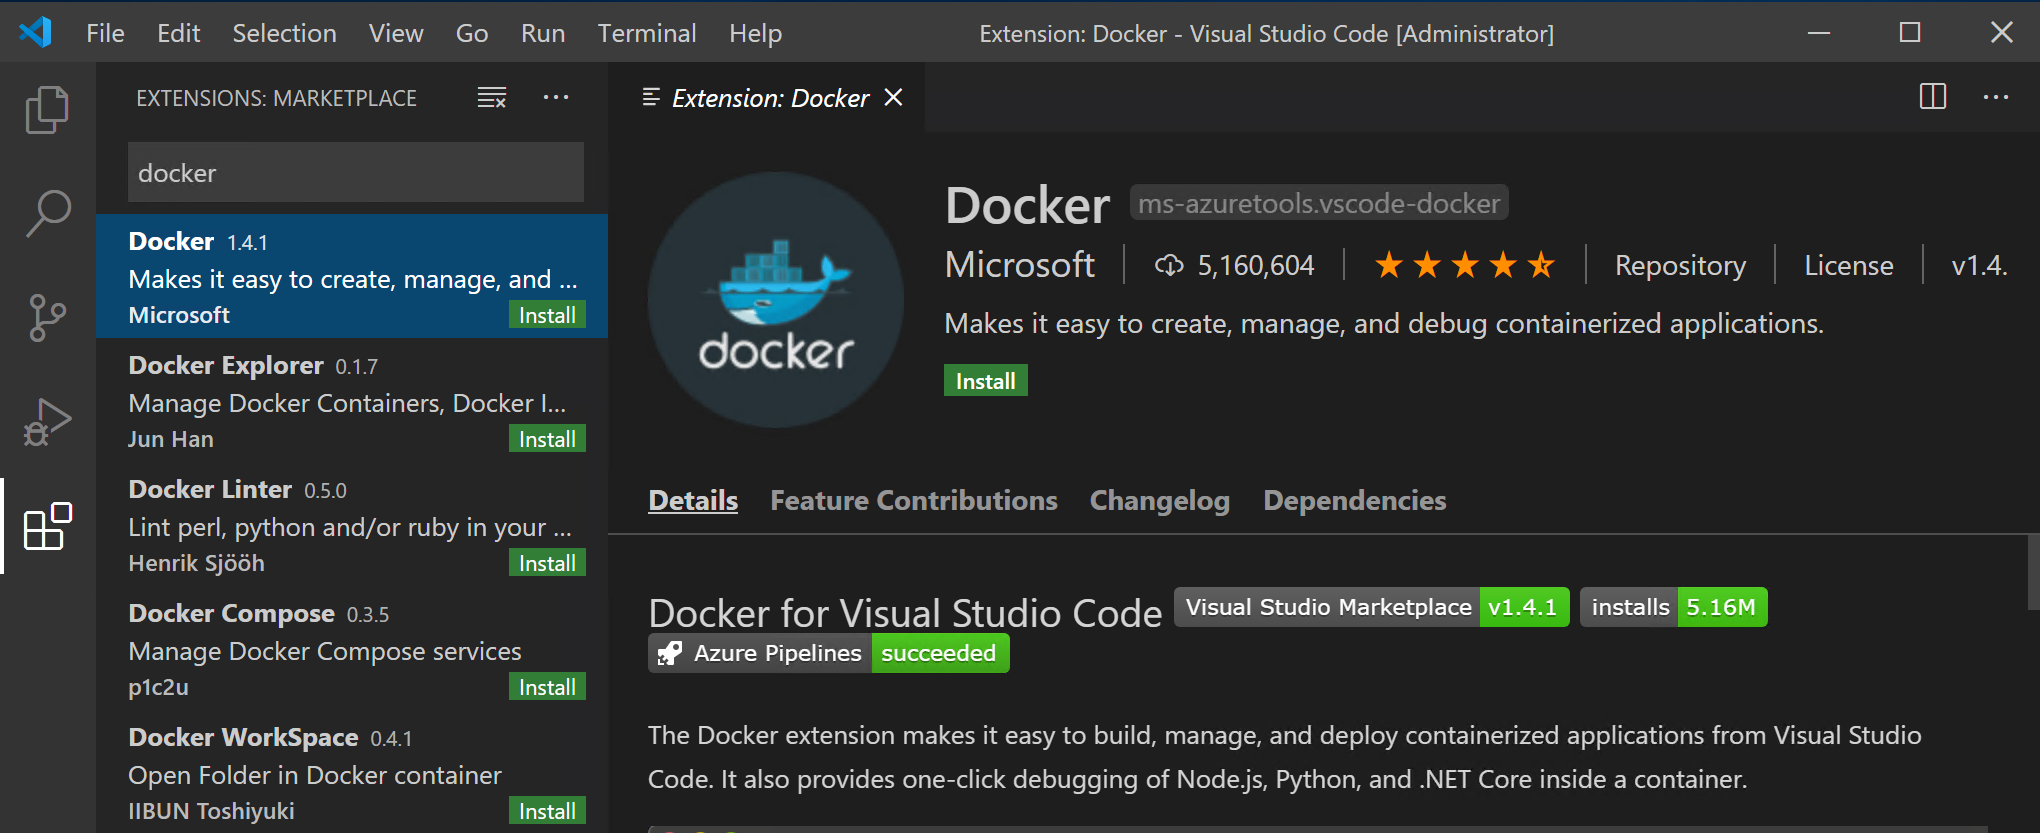 File Edit Selection View Go Run Terminal Help Extension: Docker - Visual Studio Code [Administrator]
EXTENSIONS: MARKETPLACE
docker
Docker 1.4.1
Makes it easy to create, manage, and ...
Microsoft Install
Docker Explorer 0.1.7
Manage Docker Containers, Docker I...
Jun Han Install
Docker Linter 0.5.0
Lint perl, python and/or ruby in your ...
Henrik Sjööh Install
Docker Compose 0.3.5
Manage Docker Compose services
p1c2u Install
Docker WorkSpace 0.4.1
Open Folder in Docker container
IIBUN Toshiyuki Install
Extension: Docker
docker
Docker ms-azuretools.vscode-docker
Microsoft 5,160,604 Repository License v1.4.
Makes it easy to create, manage, and debug containerized applications.
Install
Details Feature Contributions Changelog Dependencies
Docker for Visual Studio Code Visual Studio Marketplace v1.4.1 installs 5.16M
Azure Pipelines succeeded
The Docker extension makes it easy to build, manage, and deploy containerized applications from Visual Studio
Code. It also provides one-click debugging of Node.js, Python, and .NET Core inside a container.